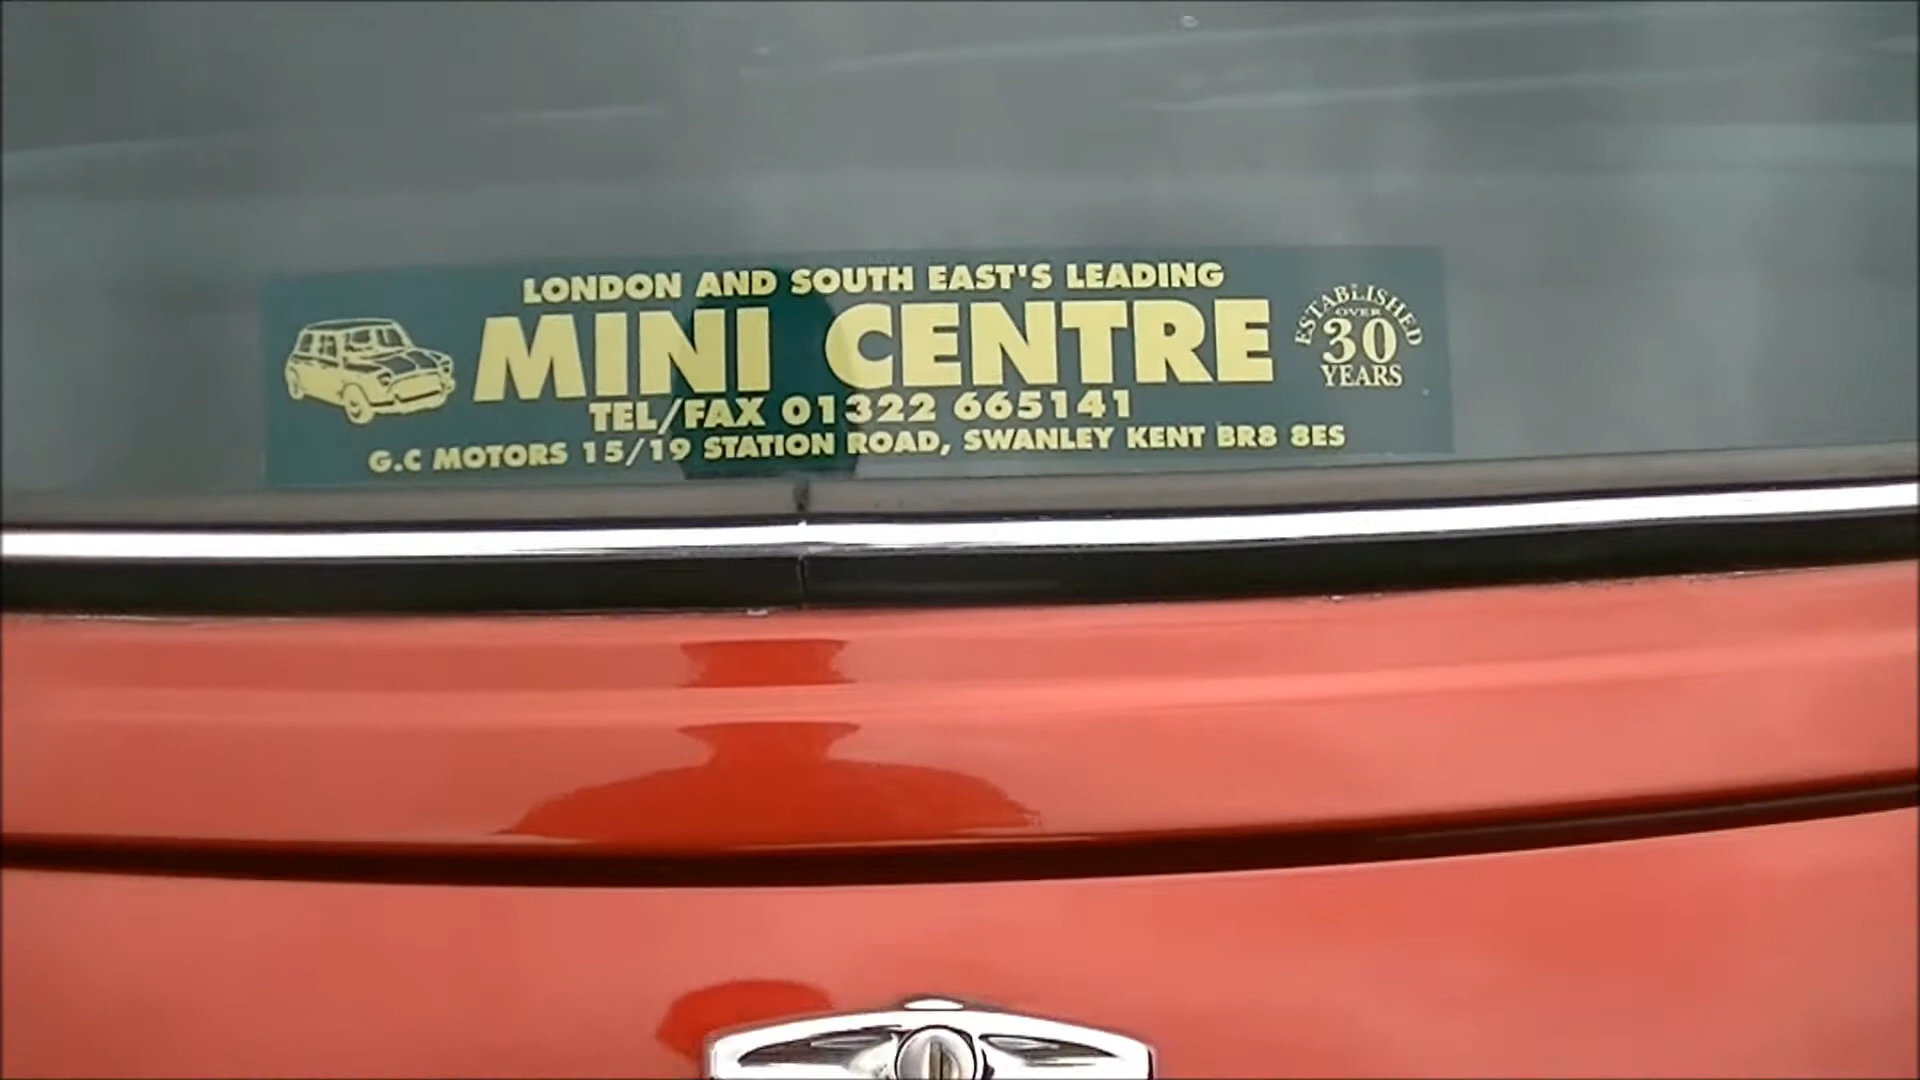 LONDON AND SOUTH EAST'S LEADING
MINI CENTRE
TEL/FAX 01322 665141
G.C MOTORS 15/19 STATION ROAD, SWANLEY KENT BR8 8ES
ESTABLISHED
OVER
30
YEARS